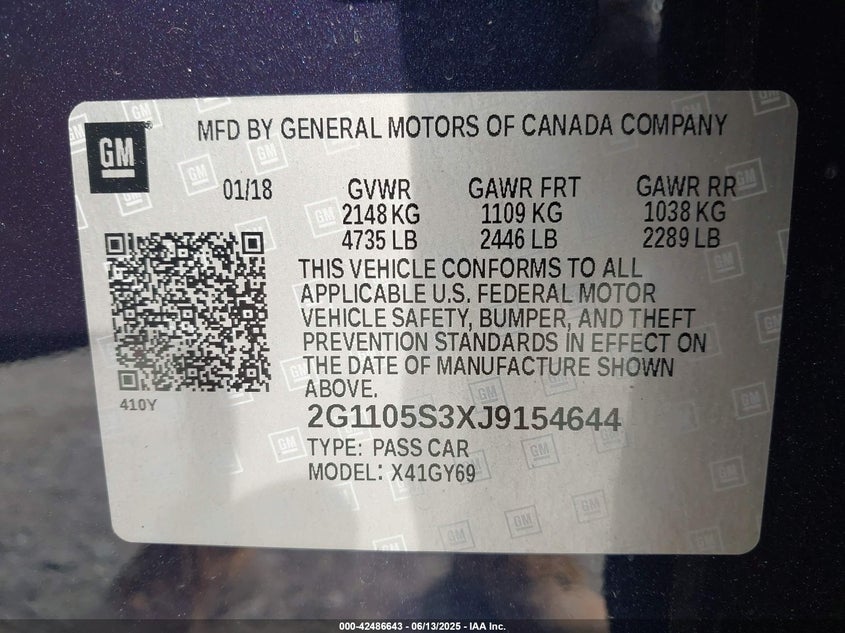 GM
MFD BY GENERAL MOTORS OF CANADA COMPANY
01/18 GVWR GAWR FRT GAWR RR
2148 KG 1109 KG 1038 KG
4735 LB 2446 LB 2289 LB
THIS VEHICLE CONFORMS TO ALL
APPLICABLE U.S. FEDERAL MOTOR
VEHICLE SAFETY, BUMPER, AND THEFT
PREVENTION STANDARDS IN EFFECT ON
THE DATE OF MANUFACTURE SHOWN
ABOVE.
410Y
2G1105S3XJ9154644
TYPE: PASS CAR
MODEL: X41GY69
000-42486643 - 06/13/2025 - IAA Inc.